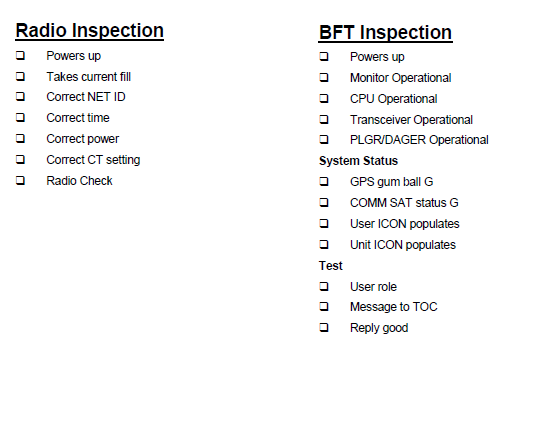 Radio Inspection
❑ Powers up
❑ Takes current fill
❑ Correct NET ID
❑ Correct time
❑ Correct power
❑ Correct CT setting
❑ Radio Check
BFT Inspection
❑ Powers up
❑ Monitor Operational
❑ CPU Operational
❑ Transceiver Operational
❑ PLGR/DAGER Operational
System Status
❑ GPS gum ball G
❑ COMM SAT status G
❑ User ICON populates
❑ Unit ICON populates
Test
❑ User role
❑ Message to TOC
❑ Reply good